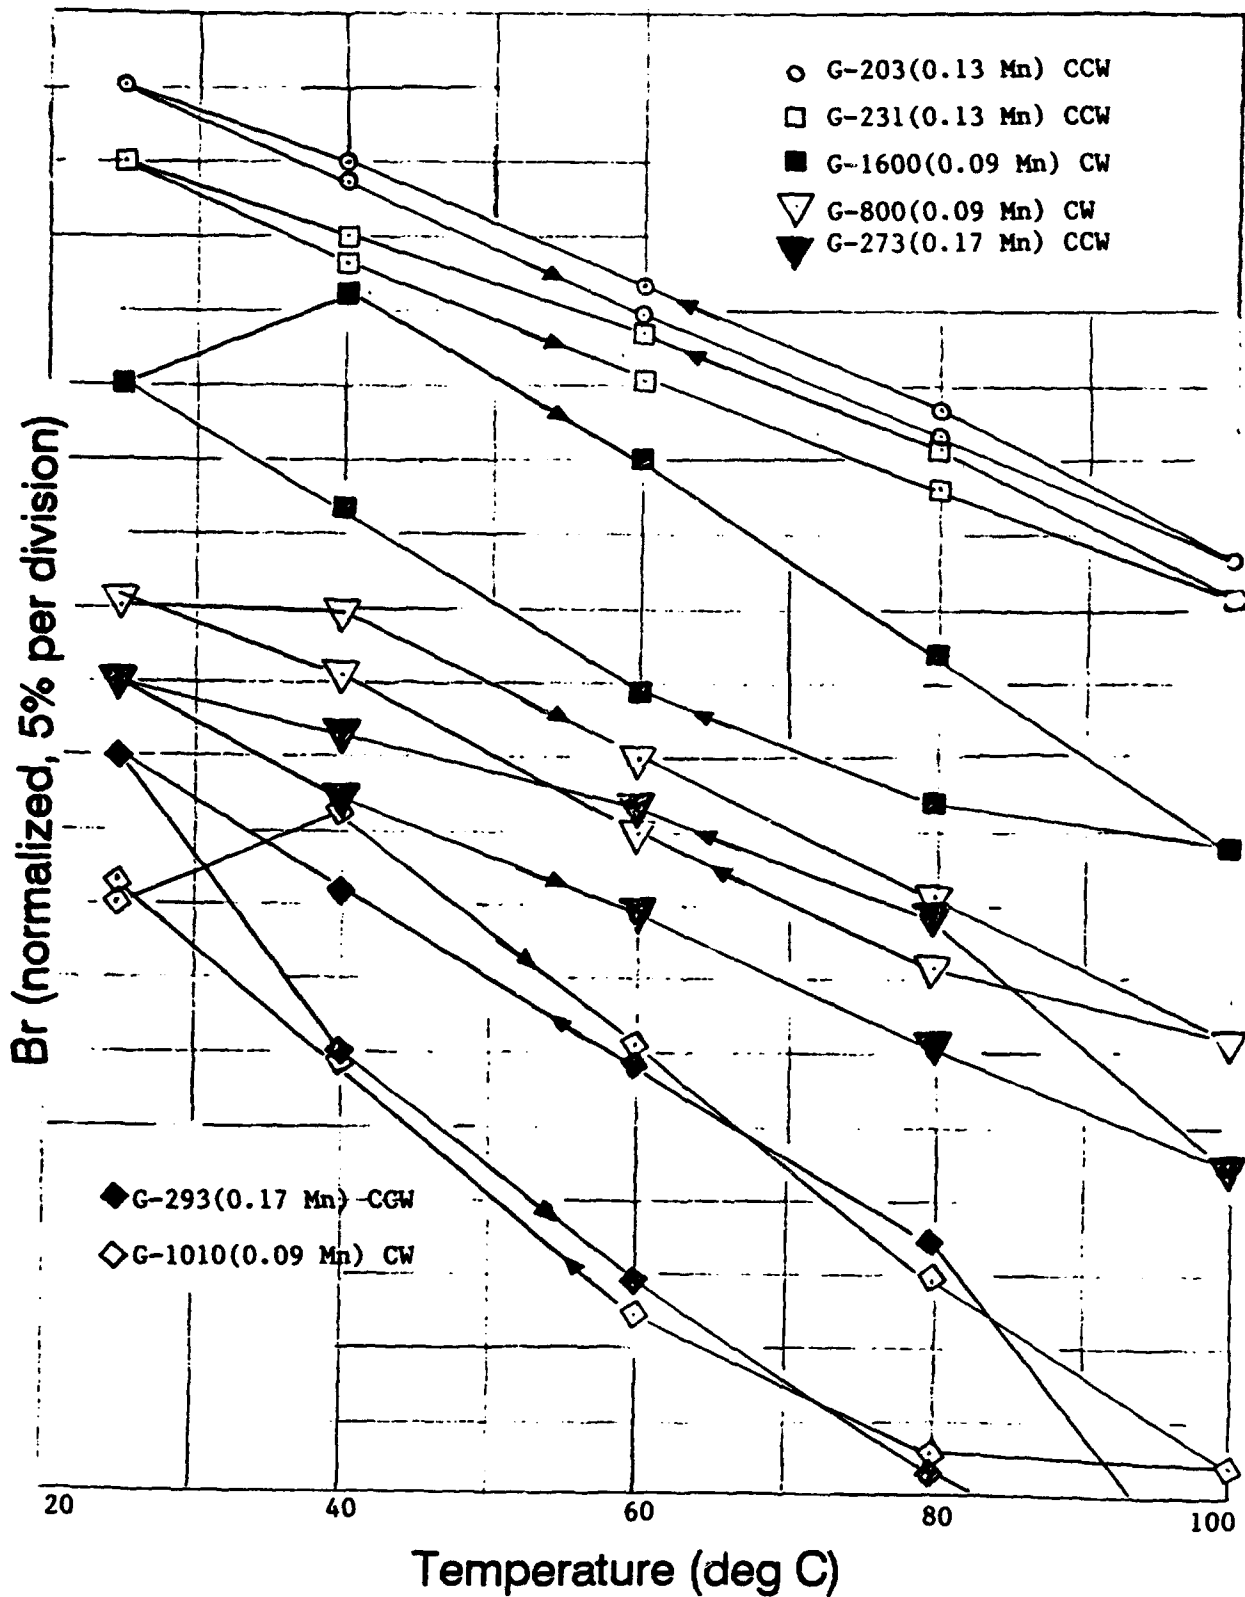 G-203(0.13 Mn) CCW
G-231(0.13 Mn) CCW
G-1600(0.09 Mn) CW
G-800(0.09 Mn) CW
G-273(0.17 Mn) CCW
Br (normalized, 5% per division)
G-293(0.17 Mn) CCW
G-1010(0.09 Mn) CW
20 40 60 80 100
Temperature (deg C)